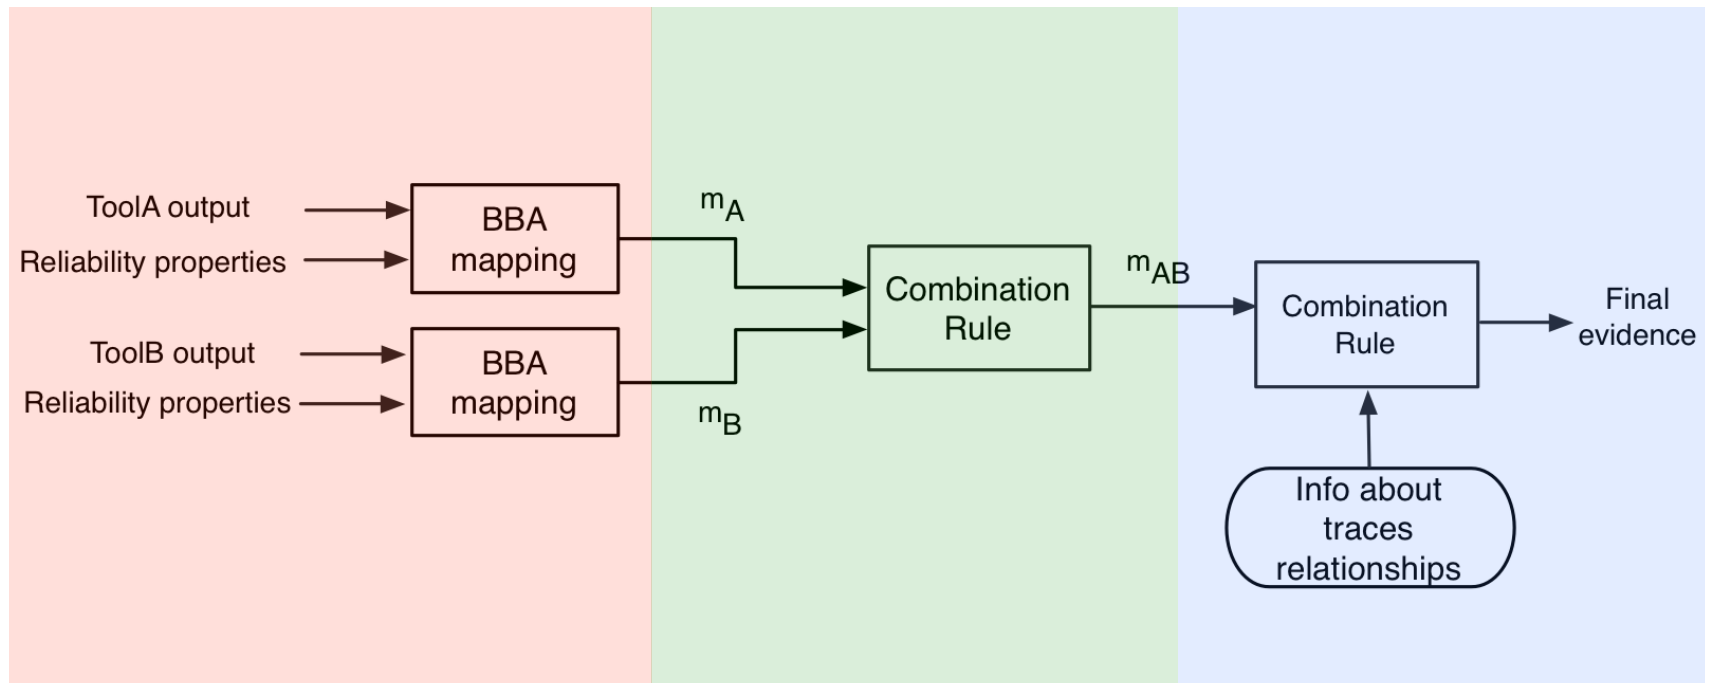 ToolA output
Reliability properties
BBA
mapping
ToolB output
Reliability properties
BBA
mapping
mA
mB
Combination
Rule
mAB
Combination
Rule
Final
evidence
Info about
traces
relationships